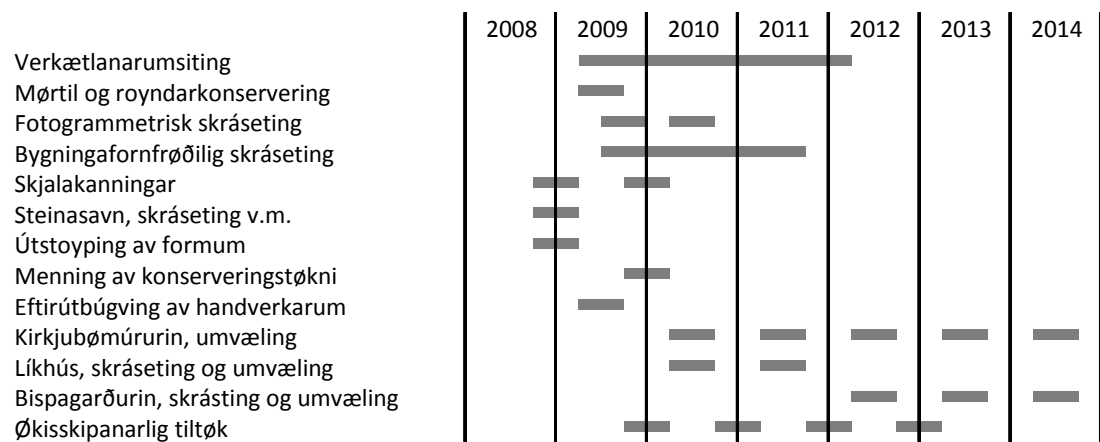 2008 2009 2010 2011 2012 2013 2014
Verkætlanarumsiting
Mørtil og royndarkonservering
Fotogrammetrisk skráseting
Bygningafornfrøðilig skráseting
Skjalakanningar
Steinasavn, skráseting v.m.
Útstoyping av formum
Menning av konserveringstøkni
Eftirútbúgving av handverkarum
Kirkjubømúrurin, umvæling
Líkhús, skráseting og umvæling
Bispagarðurin, skrásting og umvæling
Økisskipanarlig tiltøk